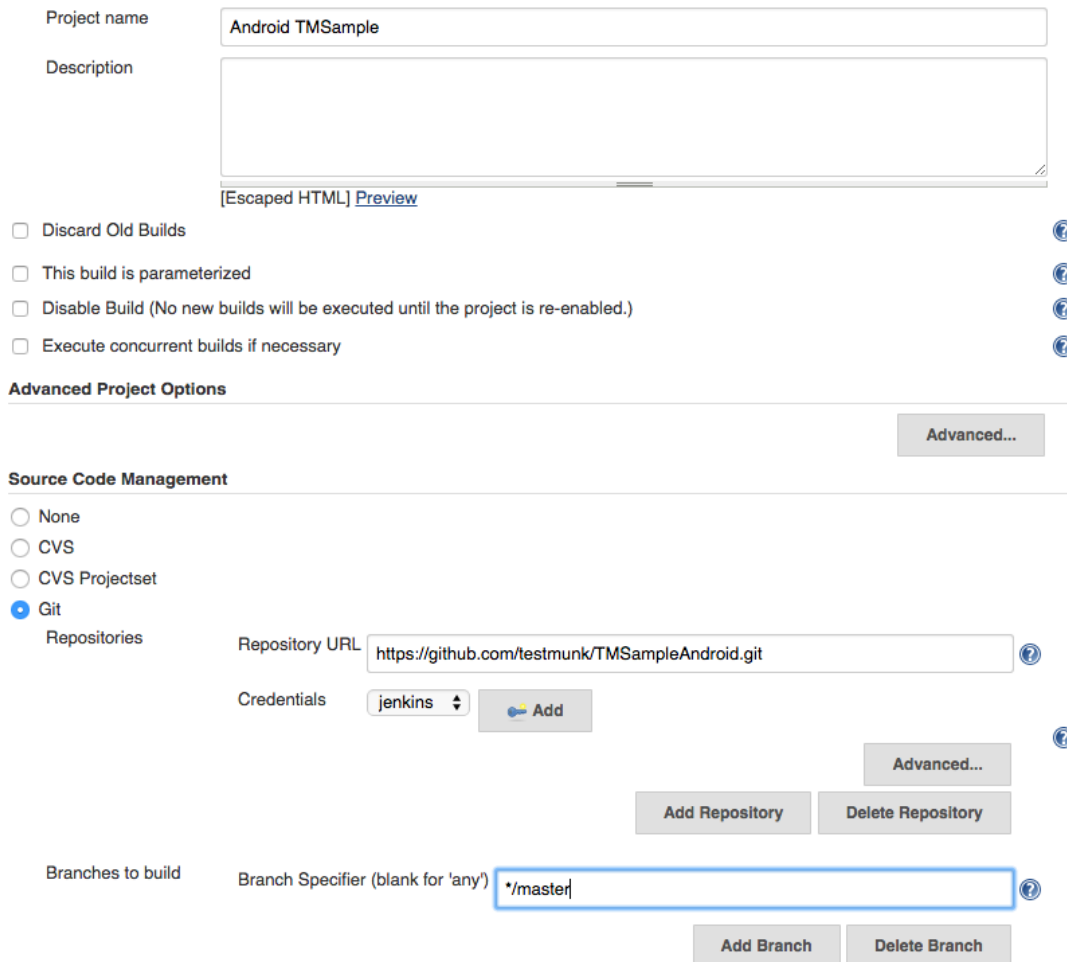 Project name
Android TMSample
Description
[Escaped HTML] Preview
Discard Old Builds
This build is parameterized
Disable Build (No new builds will be executed until the project is re-enabled.)
Execute concurrent builds if necessary
Advanced Project Options
Advanced...
Source Code Management
None
CVS
CVS Projectset
Git
Repositories
Repository URL https://github.com/testmunk/TMSampleAndroid.git
Credentials jenkins Add
Advanced...
Add Repository Delete Repository
Branches to build
Branch Specifier (blank for 'any') */master
Add Branch Delete Branch